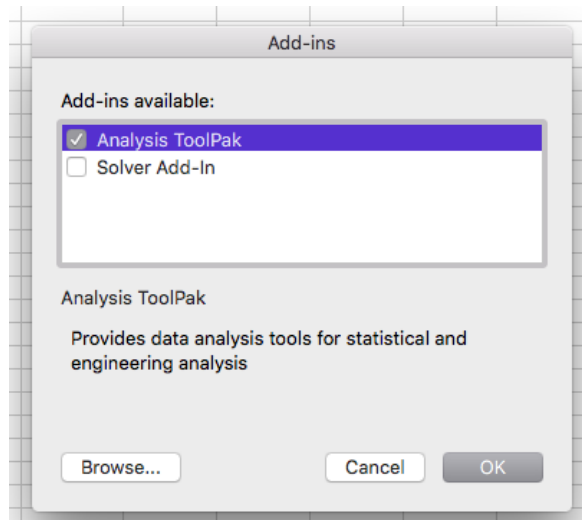 Add-ins
Add-ins available:
Analysis ToolPak
Solver Add-In
Analysis ToolPak
Provides data analysis tools for statistical and
engineering analysis
Browse... Cancel OK